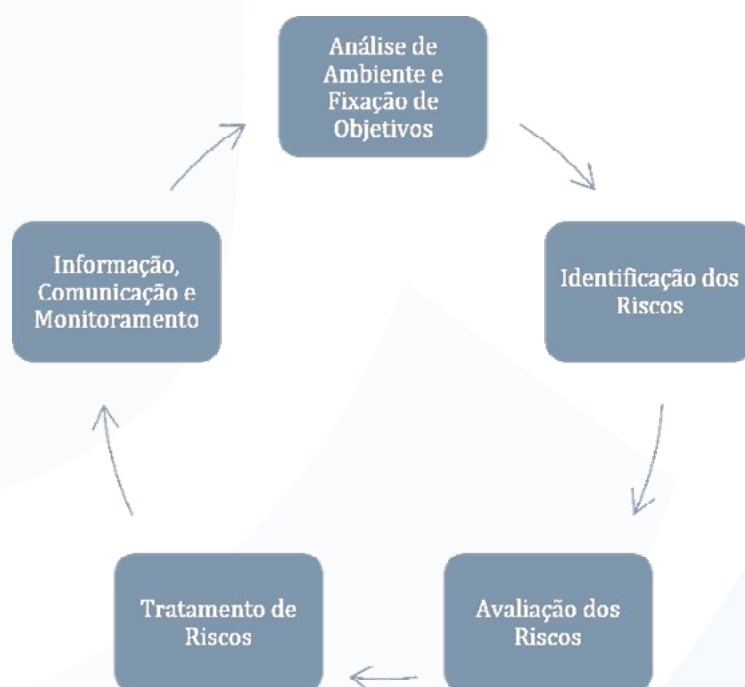 Análise de
Ambiente e
Fixação de
Objetivos
Identificação dos
Riscos
Avaliação dos
Riscos
Tratamento de
Riscos
Informação,
Comunicação e
Monitoramento